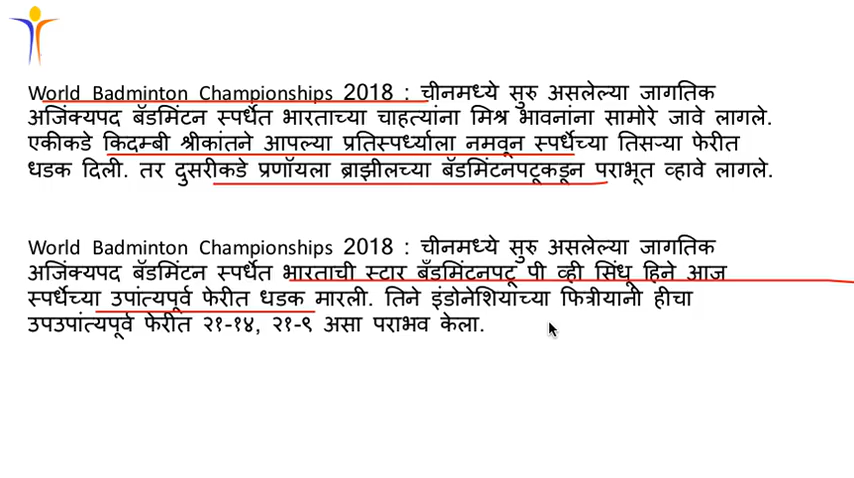 World Badminton Championships 2018 : चीनमध्ये सुरु असलेल्या जागतिक
अजिंक्यपद बॅडमिंटन स्पर्धेत भारताच्या चाहत्यांना मिश्र भावनांना सामोरे जावे लागले.
एकीकडे किदम्बी श्रीकांतने आपल्या प्रतिस्पर्ध्याला नमवून स्पर्धेच्या तिसऱ्या फेरीत
धडक दिली. तर दुसरीकडे प्रणॉयला ब्राझीलच्या बॅडमिंटनपटूकडून पराभूत व्हावे लागले.
World Badminton Championships 2018 : चीनमध्ये सुरु असलेल्या जागतिक
अजिंक्यपद बॅडमिंटन स्पर्धेत भारताची स्टार बँडमिंटनपटू पी व्ही सिंधू हिने आज
स्पर्धेच्या उपांत्यपूर्व फेरीत धडक मारली. तिने इंडोनेशियाच्या फित्रीयानी हीचा
उपउपांत्यपूर्व फेरीत २१-१४, २१-९ असा पराभव केला.